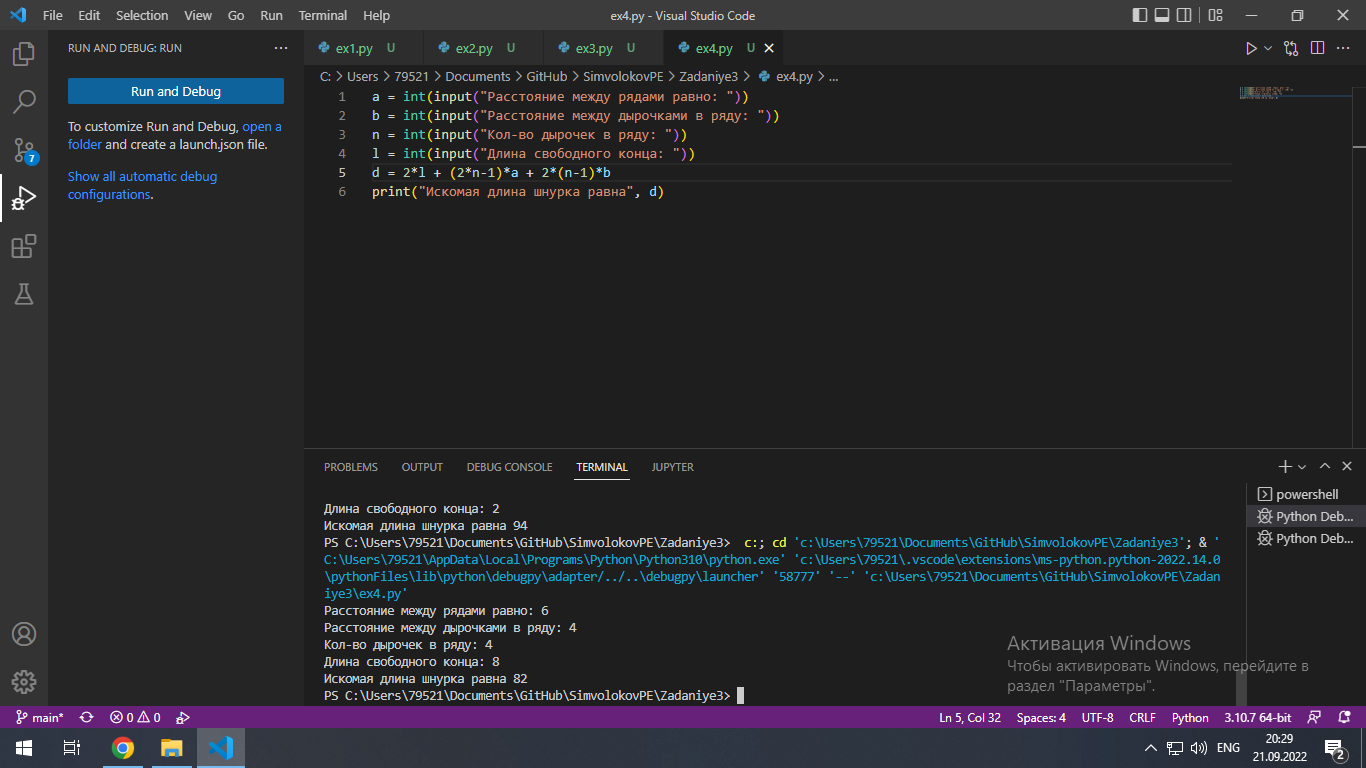 File Edit Selection View Go Run Terminal Help
ex4.py - Visual Studio Code
RUN AND DEBUG: RUN
Run and Debug
To customize Run and Debug, open a
folder and create a launch.json file.
Show all automatic debug
configurations.
7
ex1.py U ex2.py U ex3.py U ex4.py U
C: > Users > 79521 > Documents > GitHub > SimvolokovPE > Zadaniye3 > ex4.py > ...
1 a = int(input("Расстояние между рядами равно: "))
2 b = int(input("Расстояние между дырочками в ряду: "))
3 n = int(input("Кол-во дырочек в ряду: "))
4 l = int(input("Длина свободного конца: "))
5 d = 2*l + (2*n-1)*a + 2*(n-1)*b
6 print("Искомая длина шнурка равна", d)
PROBLEMS OUTPUT DEBUG CONSOLE TERMINAL JUPYTER
Длина свободного конца: 2
Искомая длина шнурка равна 94
PS C:\Users\79521\Documents\GitHub\SimvolokovPE\Zadaniye3> c:; cd 'c:\Users\79521\Documents\GitHub\SimvolokovPE\Zadaniye3'; & '
C:\Users\79521\AppData\Local\Programs\Python\Python310\python.exe' 'c:\Users\79521\.vscode\extensions\ms-python.python-2022.14.0
\pythonFiles\lib\python\debugpy\adapter/../..\debugpy\launcher' '58777' '--' 'c:\Users\79521\Documents\GitHub\SimvolokovPE\Zadan
iye3\ex4.py'
Расстояние между рядами равно: 6
Расстояние между дырочками в ряду: 4
Кол-во дырочек в ряду: 4
Длина свободного конца: 8
Искомая длина шнурка равна 82
PS C:\Users\79521\Documents\GitHub\SimvolokovPE\Zadaniye3>
powershell
Python Deb...
Python Deb...
Активация Windows
Чтобы активировать Windows, перейдите в
раздел "Параметры".
main* 0 0
Ln 5, Col 32 Spaces: 4 UTF-8 CRLF Python 3.10.7 64-bit
ENG
20:29
21.09.2022
2